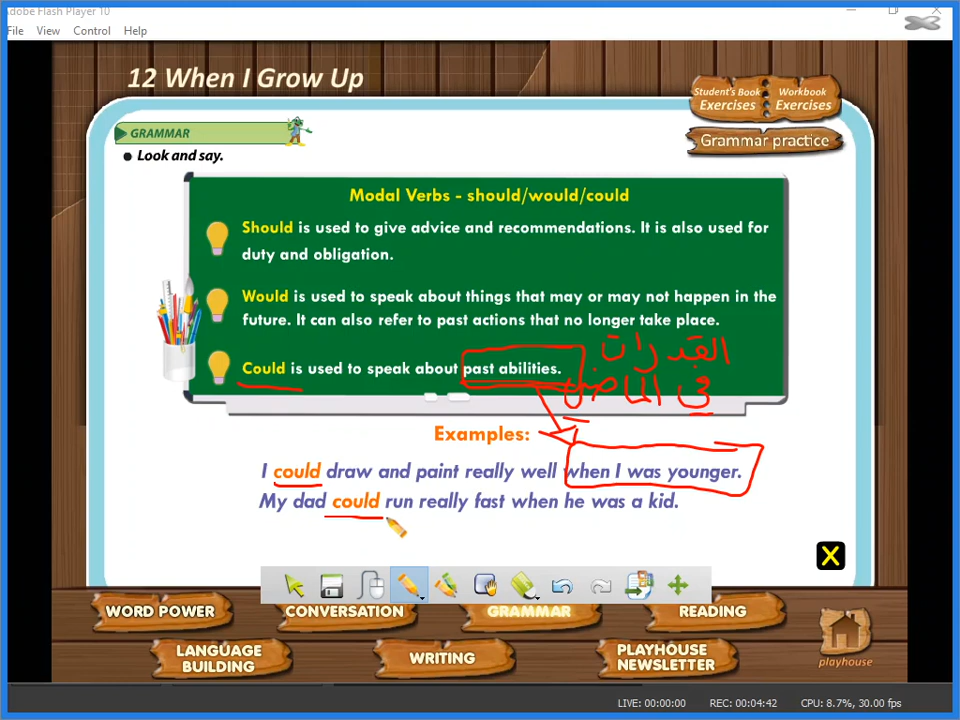 Adobe Flash Player 10
File View Control Help
12 When I Grow Up
Student's Book Exercises
Workbook Exercises
GRAMMAR
Grammar practice
• Look and say.
Modal Verbs - should/would/could
Should is used to give advice and recommendations. It is also used for
duty and obligation.
Would is used to speak about things that may or may not happen in the
future. It can also refer to past actions that no longer take place.
القدرات
Could is used to speak about past abilities.
في الماضي
Examples:
I could draw and paint really well when I was younger.
My dad could run really fast when he was a kid.
X
WORD POWER
CONVERSATION
GRAMMAR
READING
LANGUAGE
BUILDING
WRITING
PLAYHOUSE
NEWSLETTER
playhouse
LIVE: 00:00:00 REC: 00:04:42 CPU: 8.7%, 30.00 fps